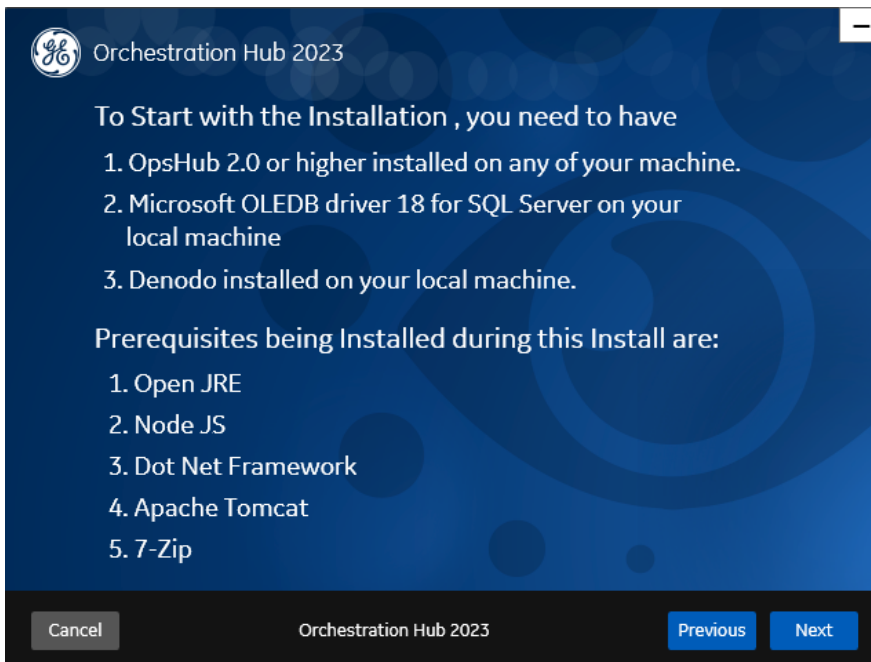 Orchestration Hub 2023
To Start with the Installation , you need to have
1. OpsHub 2.0 or higher installed on any of your machine.
2. Microsoft OLEDB driver 18 for SQL Server on your
local machine
3. Denodo installed on your local machine.
Prerequisites being Installed during this Install are:
1. Open JRE
2. Node JS
3. Dot Net Framework
4. Apache Tomcat
5. 7-Zip
Cancel
Orchestration Hub 2023
Previous
Next